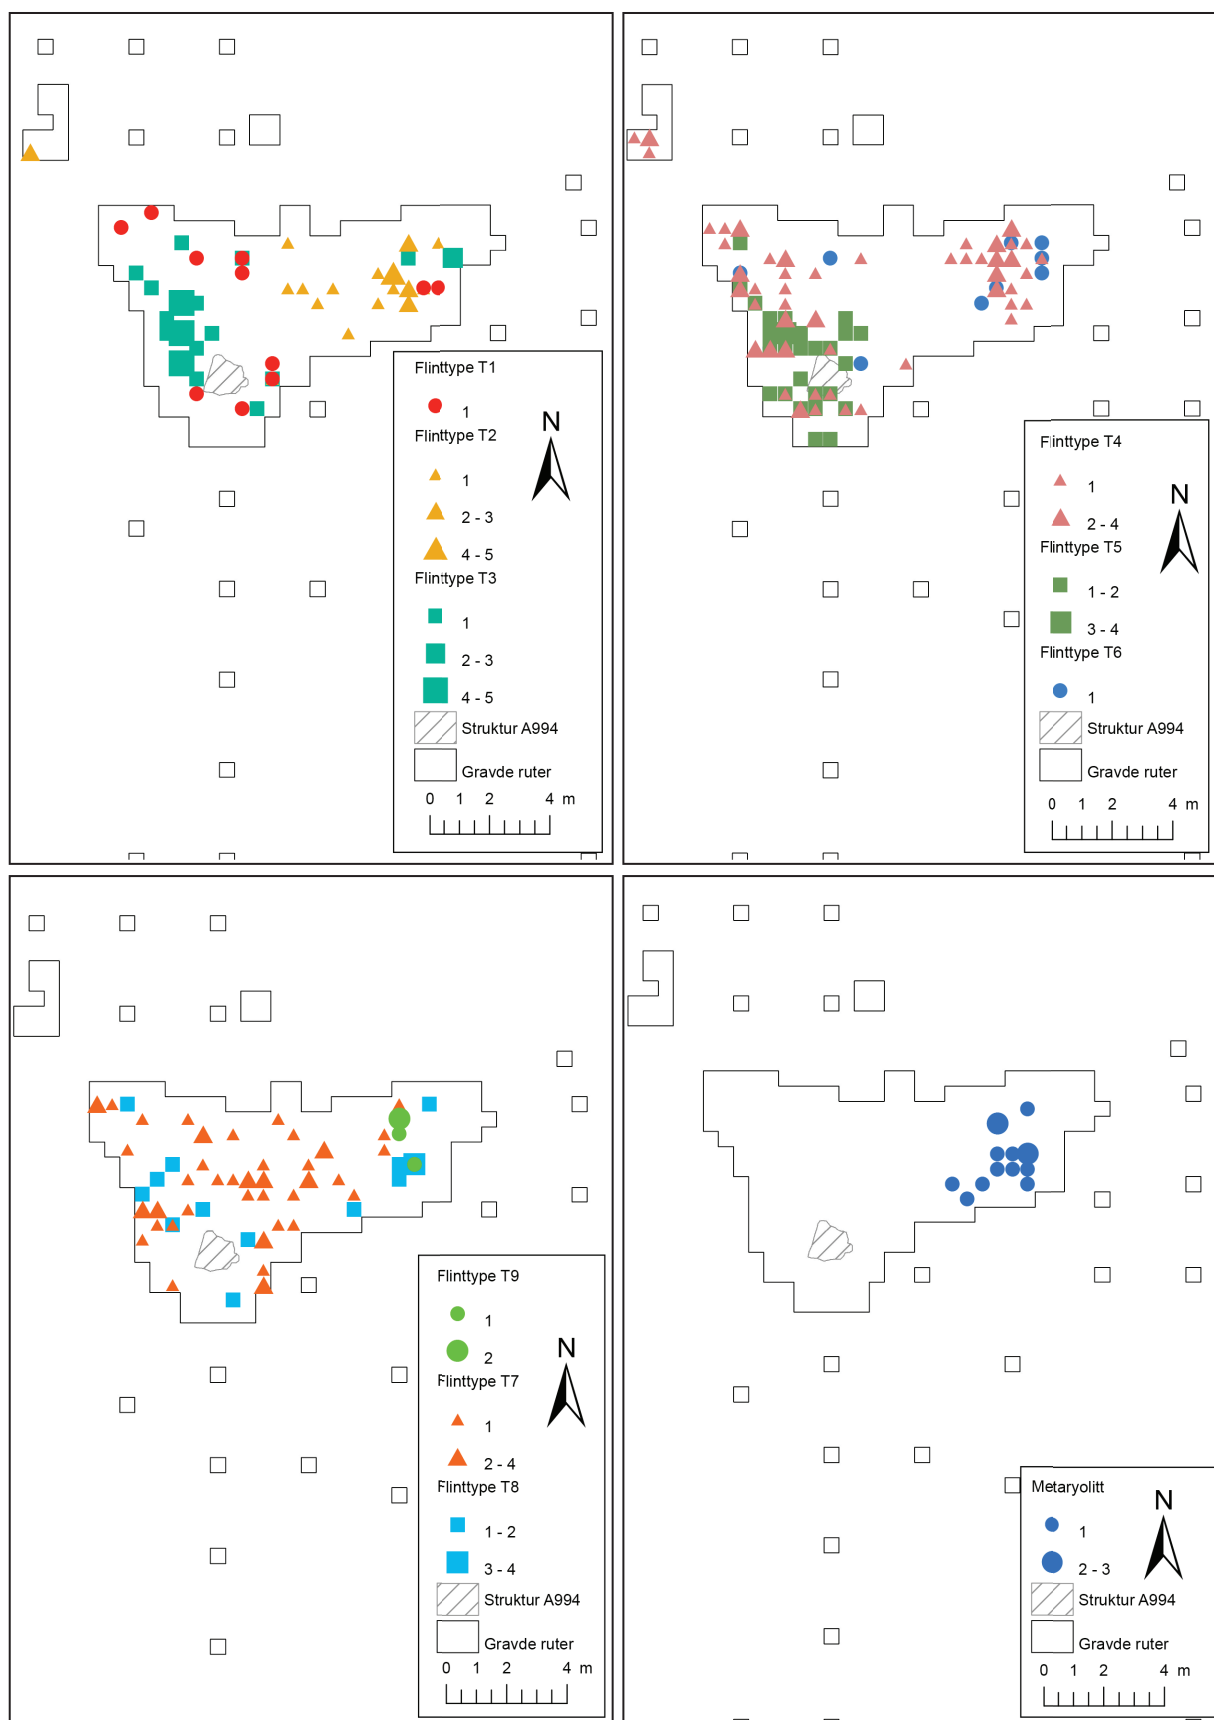 Flinttype T1
1
Flinttype T2
1
2 - 3
4 - 5
Flinttype T3
1
2 - 3
4 - 5
Struktur A994
Gravde ruter
0 1 2 4 m
N
Flinttype T4
1
2 - 4
Flinttype T5
1 - 2
3 - 4
Flinttype T6
1
Struktur A994
Gravde ruter
0 1 2 4 m
N
Flinttype T9
1
2
Flinttype T7
1
2 - 4
Flinttype T8
1 - 2
3 - 4
Struktur A994
Gravde ruter
0 1 2 4 m
N
Metaryolitt
1
2 - 3
Struktur A994
Gravde ruter
0 1 2 4 m
N